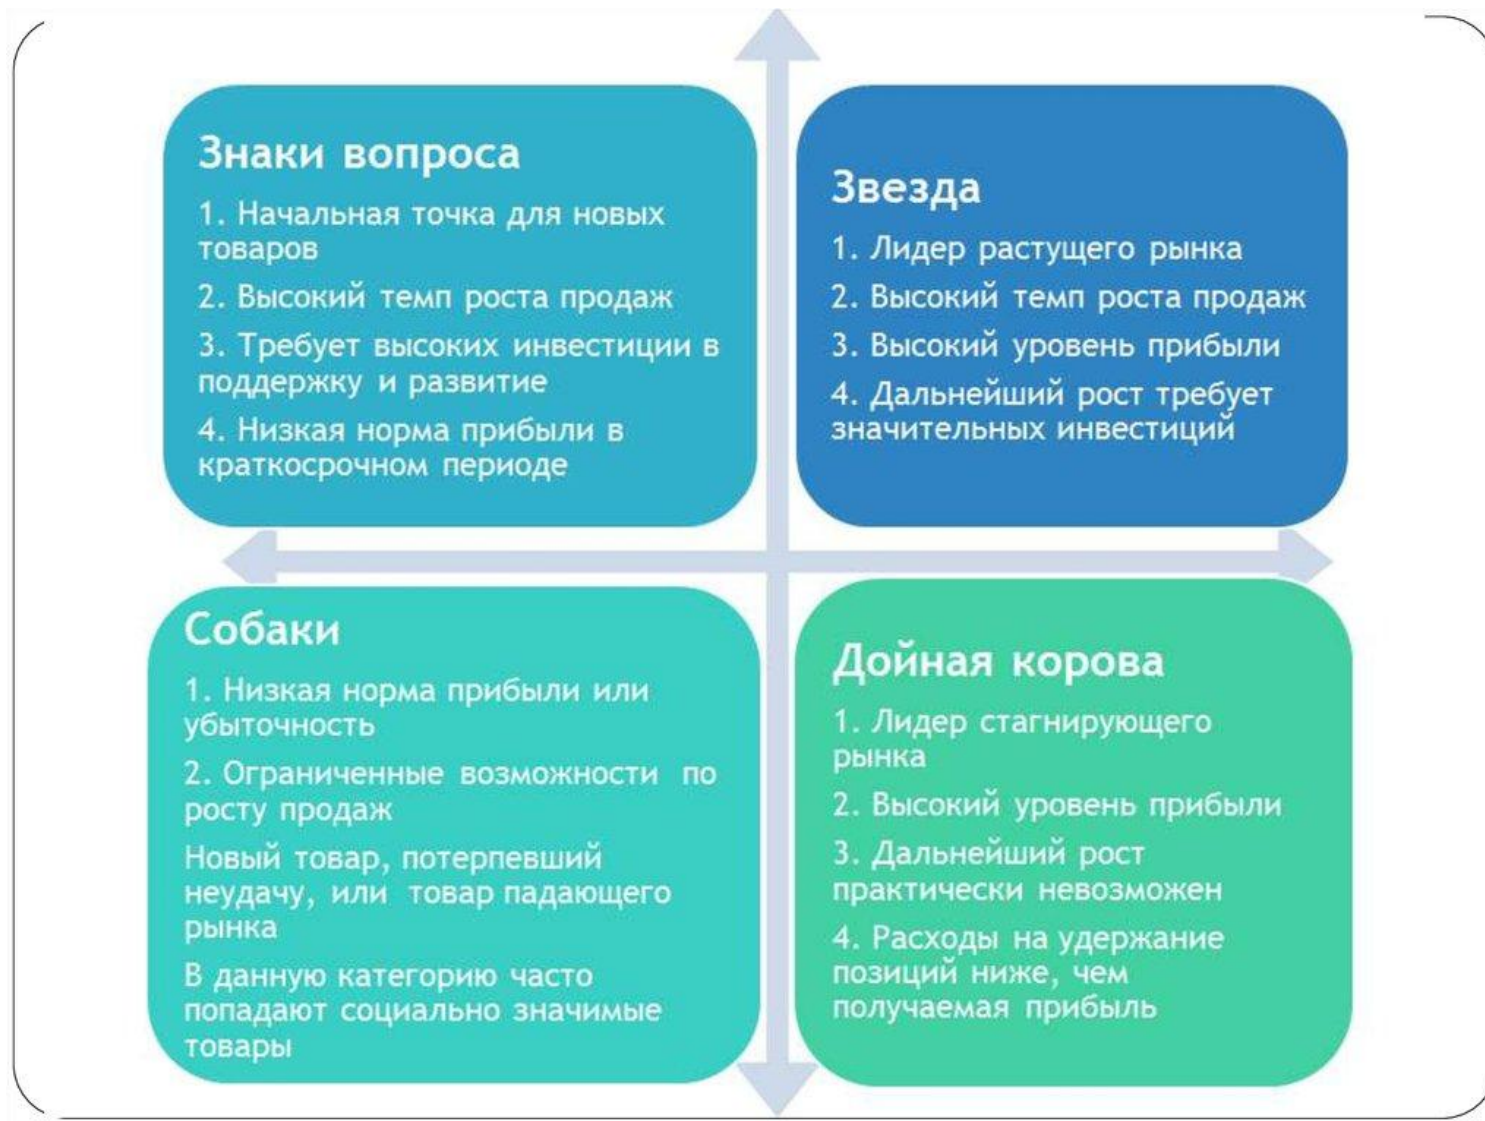 Знаки вопроса
1. Начальная точка для новых
товаров
2. Высокий темп роста продаж
3. Требует высоких инвестиции в
поддержку и развитие
4. Низкая норма прибыли в
краткосрочном периоде
Звезда
1. Лидер растущего рынка
2. Высокий темп роста продаж
3. Высокий уровень прибыли
4. Дальнейший рост требует
значительных инвестиций
Собаки
1. Низкая норма прибыли или
убыточность
2. Ограниченные возможности по
росту продаж
Новый товар, потерпевший
неудачу, или товар падающего
рынка
В данную категорию часто
попадают социально значимые
товары
Дойная корова
1. Лидер стагнирующего
рынка
2. Высокий уровень прибыли
3. Дальнейший рост
практически невозможен
4. Расходы на удержание
позиций ниже, чем
получаемая прибыль